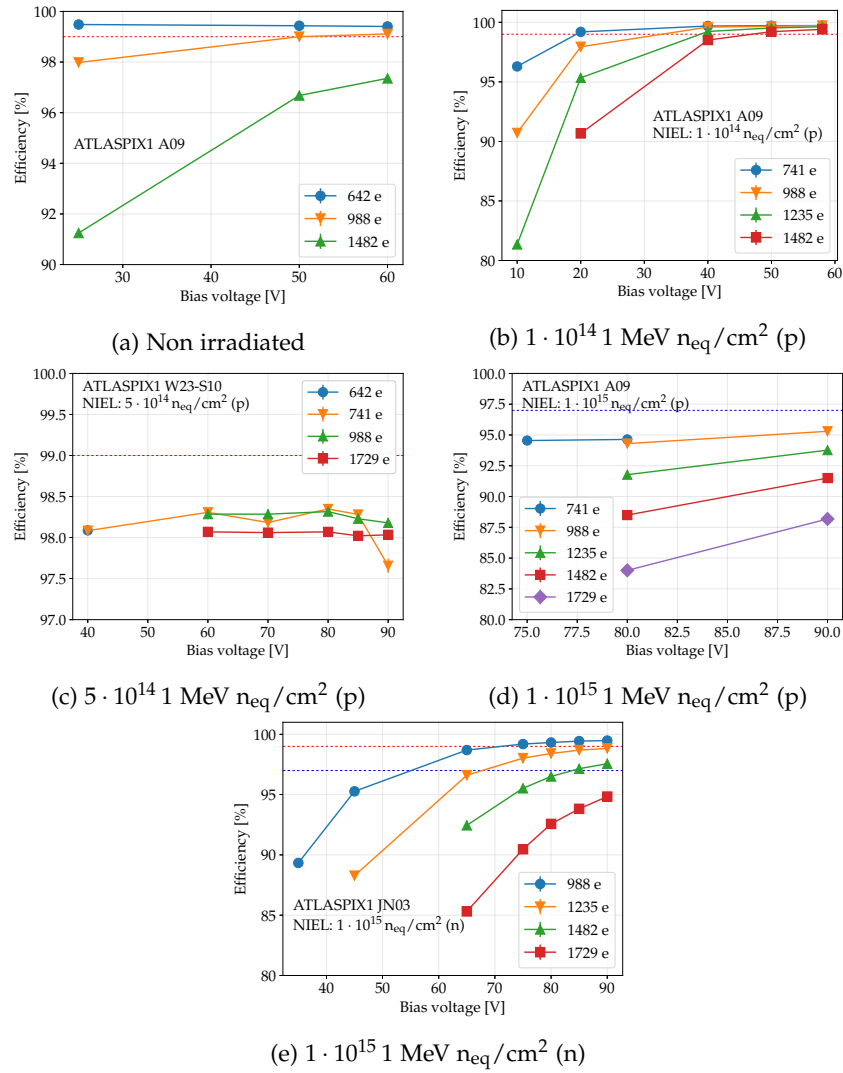 100
99
98
97
96
95
94
93
92
91
90
Efficiency [%]
ATLASPIX1 A09
642 e
988 e
1482 e
30
40
50
60
Bias voltage [V]
(a) Non irradiated
100
95
90
85
80
Efficiency [%]
ATLASPIX1 A09
NIEL: 1 · 10¹⁴ n_eq/cm² (p)
741 e
988 e
1235 e
1482 e
10
20
30
40
50
60
Bias voltage [V]
(b) 1 · 10¹⁴ 1 MeV n_eq/cm² (p)
100.0
99.5
99.0
98.5
98.0
97.5
97.0
Efficiency [%]
ATLASPIX1 W23-S10
NIEL: 5 · 10¹⁴ n_eq/cm² (p)
642 e
741 e
988 e
1729 e
40
50
60
70
80
90
Bias voltage [V]
(c) 5 · 10¹⁴ 1 MeV n_eq/cm² (p)
100.0
97.5
95.0
92.5
90.0
87.5
85.0
82.5
80.0
Efficiency [%]
ATLASPIX1 A09
NIEL: 1 · 10¹⁵ n_eq/cm² (p)
741 e
988 e
1235 e
1482 e
1729 e
75.0
77.5
80.0
82.5
85.0
87.5
90.0
Bias voltage [V]
(d) 1 · 10¹⁵ 1 MeV n_eq/cm² (p)
100
95
90
85
80
Efficiency [%]
ATLASPIX1 JN03
NIEL: 1 · 10¹⁵ n_eq/cm² (n)
988 e
1235 e
1482 e
1729 e
40
50
60
70
80
90
Bias voltage [V]
(e) 1 · 10¹⁵ 1 MeV n_eq/cm² (n)